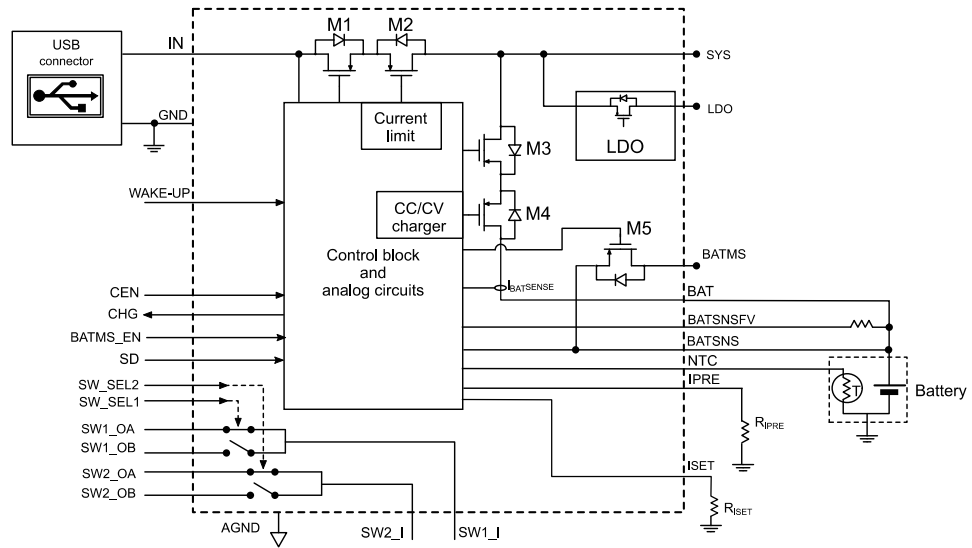 USB
connector
IN
GND
M1
M2
SYS
LDO
LDO
Current
limit
M3
WAKE-UP
CC/CV
charger
M4
M5
BATMS
Control block
and
analog circuits
IBATSENSE
CEN
CHG
BATMS_EN
SD
BAT
BATSNSFV
BATSNS
NTC
IPRE
T
Battery
SW_SEL2
SW_SEL1
SW1_OA
SW1_OB
SW2_OA
SW2_OB
RIPRE
ISET
RISET
AGND
SW2_I
SW1_I